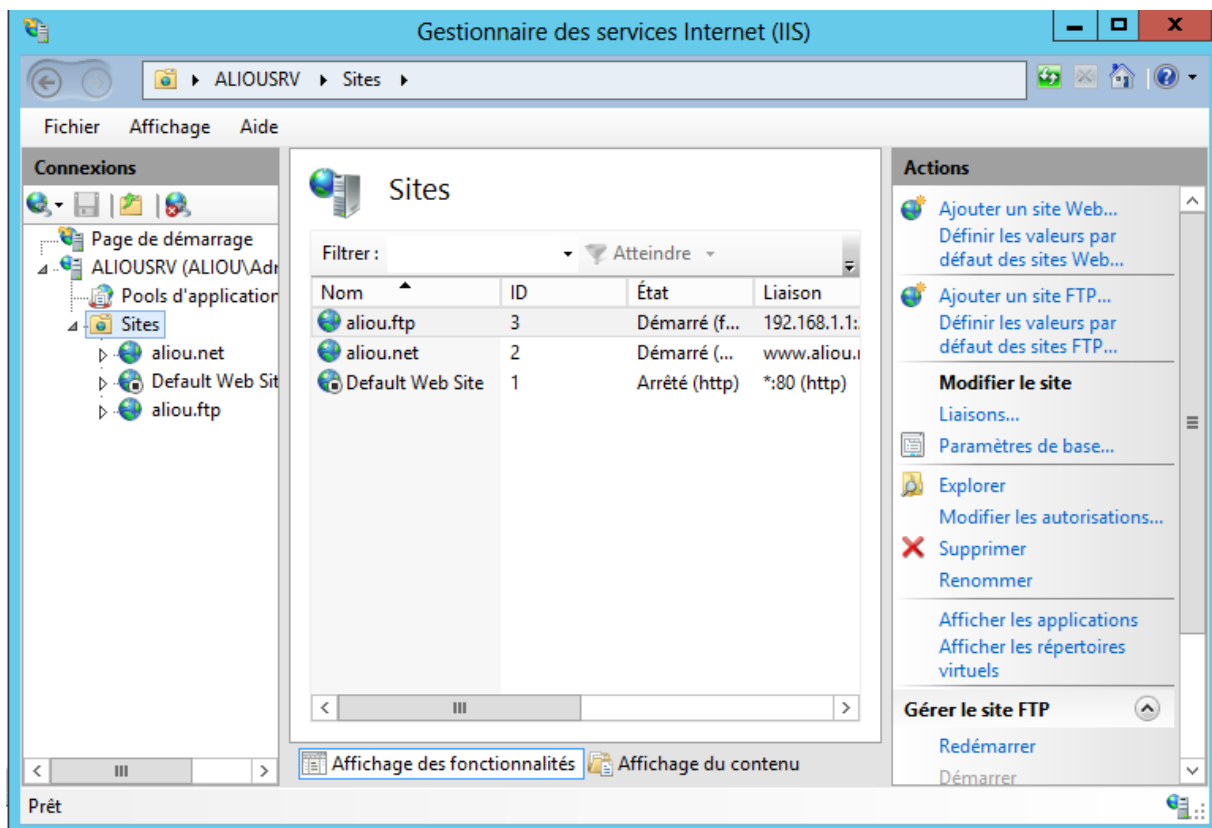 Gestionnaire des services Internet (IIS)
ALIOUSRV Sites
Fichier Affichage Aide
Connexions
Page de démarrage
ALIOUSRV (ALIOU\Adr
Pools d'application
Sites
aliou.net
Default Web Sit
aliou.ftp
Sites
Filtrer : Atteindre
Nom ID État Liaison
aliou.ftp 3 Démarré (f... 192.168.1.1:
aliou.net 2 Démarré (... www.aliou.
Default Web Site 1 Arrêté (http) *:80 (http)
Affichage des fonctionnalités Affichage du contenu
Actions
Ajouter un site Web...
Définir les valeurs par
défaut des sites Web...
Ajouter un site FTP...
Définir les valeurs par
défaut des sites FTP...
Modifier le site
Liaisons...
Paramètres de base...
Explorer
Modifier les autorisations...
Supprimer
Renommer
Afficher les applications
Afficher les répertoires
virtuels
Gérer le site FTP
Redémarrer
Démarrer
Prêt